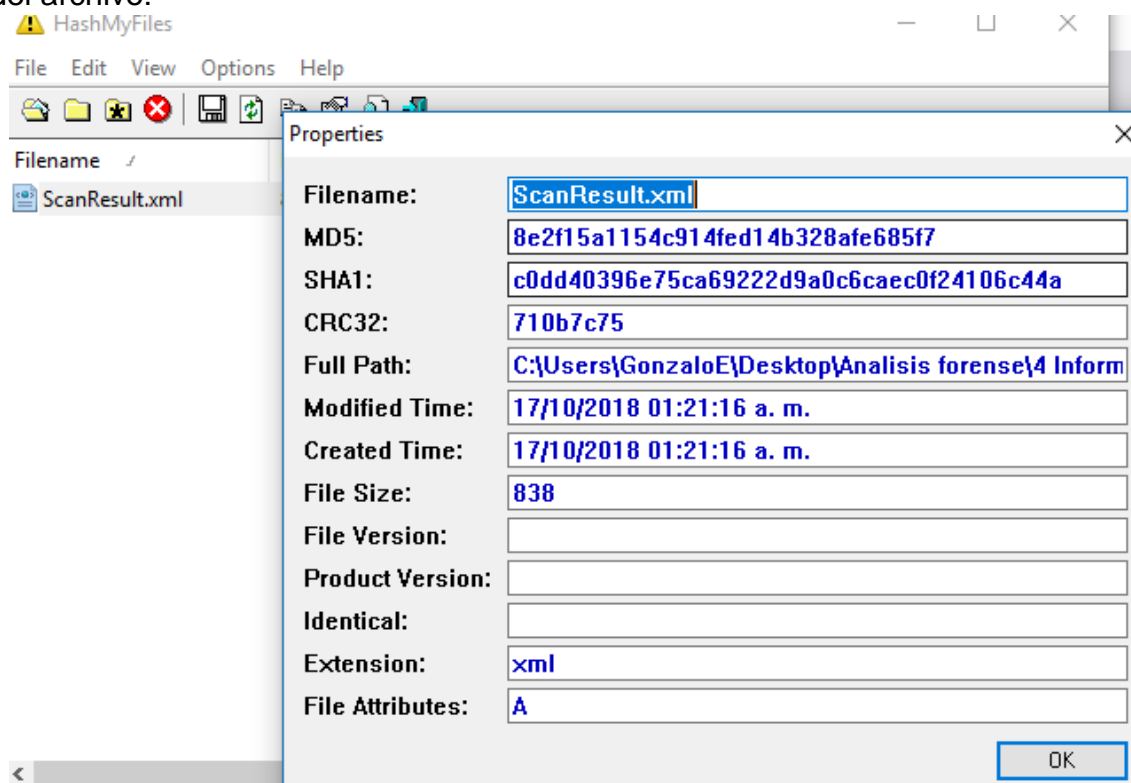 del archivo.
HashMyFiles
File Edit View Options Help
Properties
Filename
ScanResult.xml
Filename: ScanResult.xml
MD5: 8e2f15a1154c914fed14b328afe685f7
SHA1: c0dd40396e75ca69222d9a0c6caec0f24106c44a
CRC32: 710b7c75
Full Path: C:\Users\GonzaloE\Desktop\Analisis forense\4 Inform
Modified Time: 17/10/2018 01:21:16 a. m.
Created Time: 17/10/2018 01:21:16 a. m.
File Size: 838
File Version:
Product Version:
Identical:
Extension: xml
File Attributes: A
OK